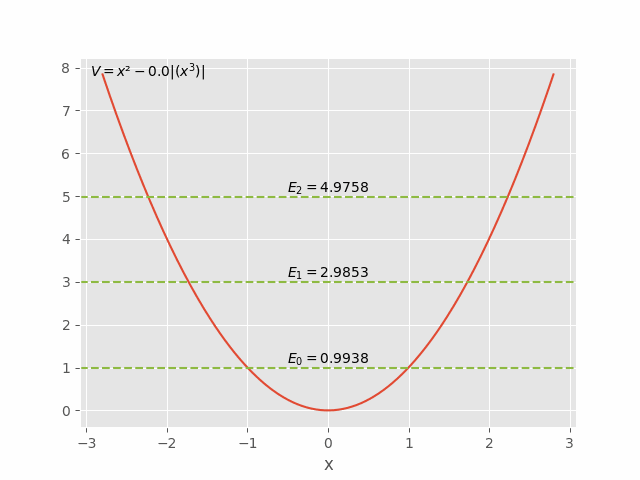 V = x² − 0.0|(x³)|
8
7
6
5
4
3
2
1
0
E₂ = 4.9758
E₁ = 2.9853
E₀ = 0.9938
−3 −2 −1 0 1 2 3
x